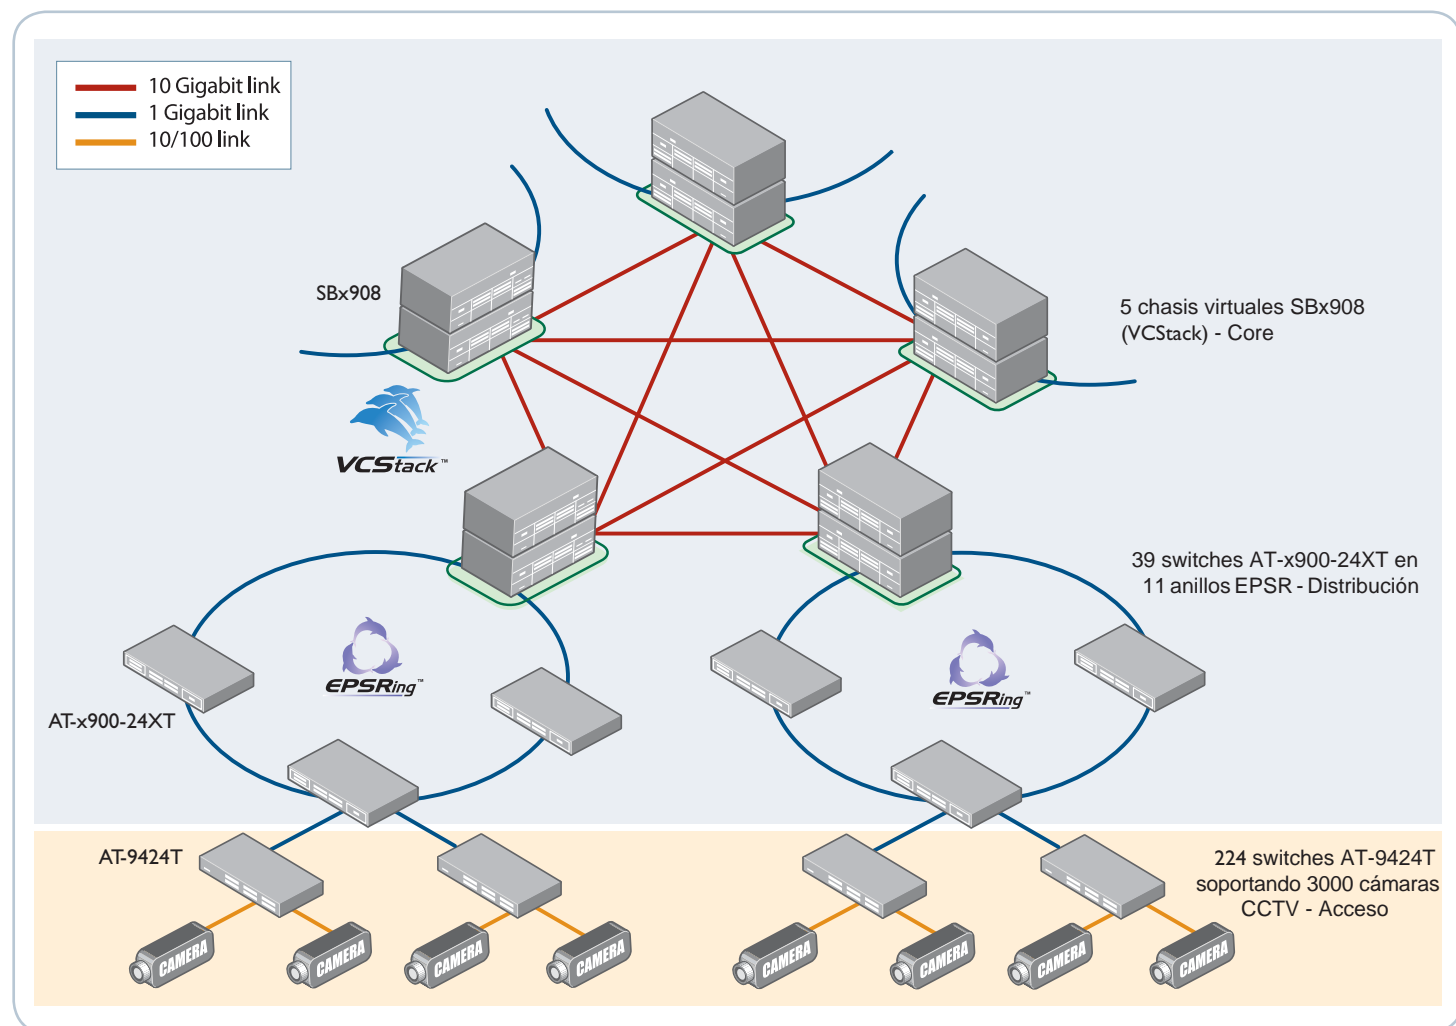 10 Gigabit link
1 Gigabit link
10/100 link
SBx908
5 chasis virtuales SBx908
(VCStack) - Core
VCStack™
39 switches AT-x900-24XT en
11 anillos EPSR - Distribución
EPSRing™
EPSRing™
AT-x900-24XT
AT-9424T
224 switches AT-9424T
soportando 3000 cámaras
CCTV - Acceso
CAMERA
CAMERA
CAMERA
CAMERA
CAMERA
CAMERA
CAMERA
CAMERA